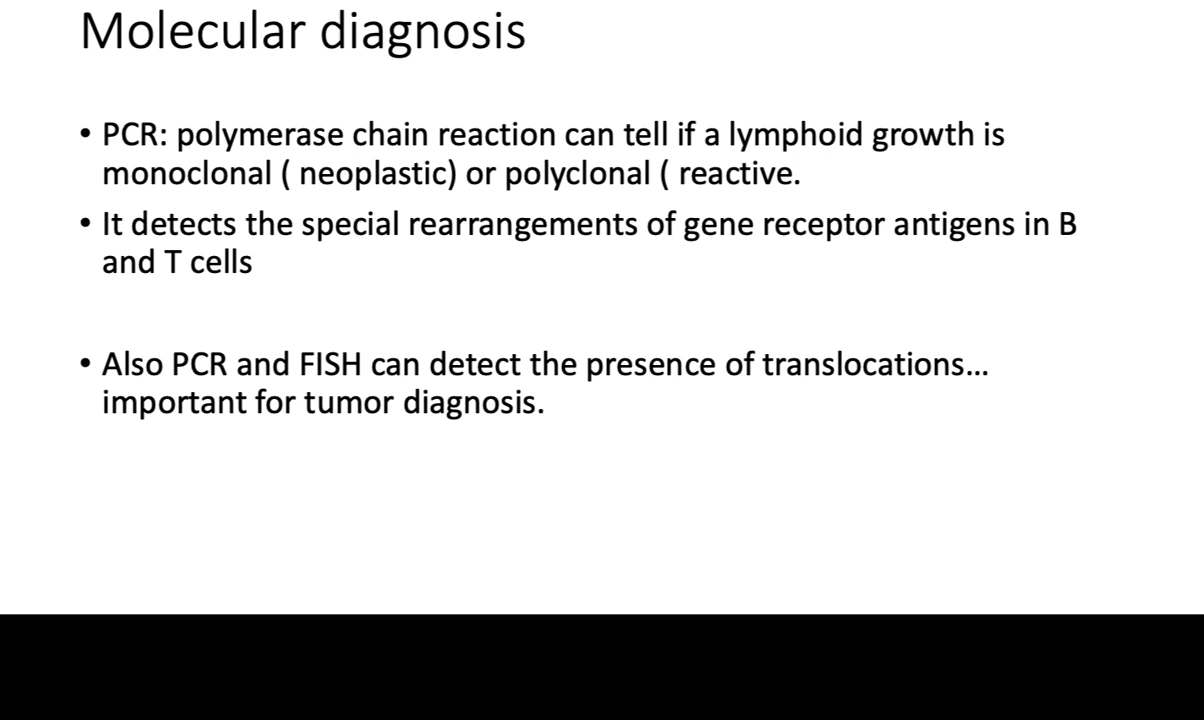 Molecular diagnosis
• PCR: polymerase chain reaction can tell if a lymphoid growth is
monoclonal ( neoplastic) or polyclonal ( reactive.
• It detects the special rearrangements of gene receptor antigens in B
and T cells
• Also PCR and FISH can detect the presence of translocations...
important for tumor diagnosis.